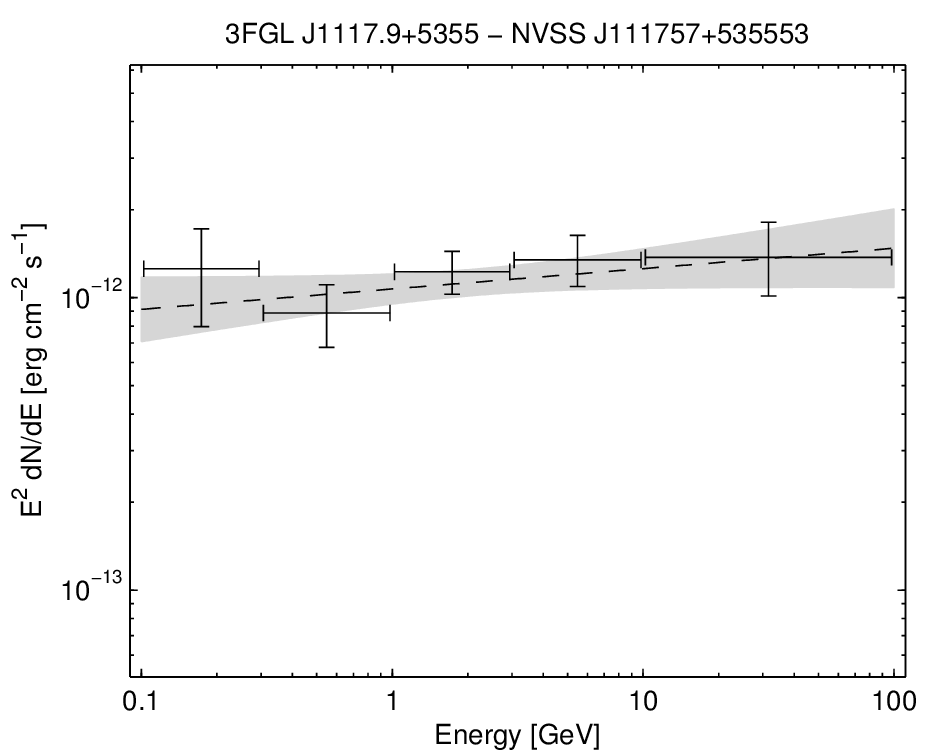 3FGL J1117.9+5355 − NVSS J111757+535553
E² dN/dE [erg cm⁻² s⁻¹]
10⁻¹²
10⁻¹³
0.1 1 10 100
Energy [GeV]